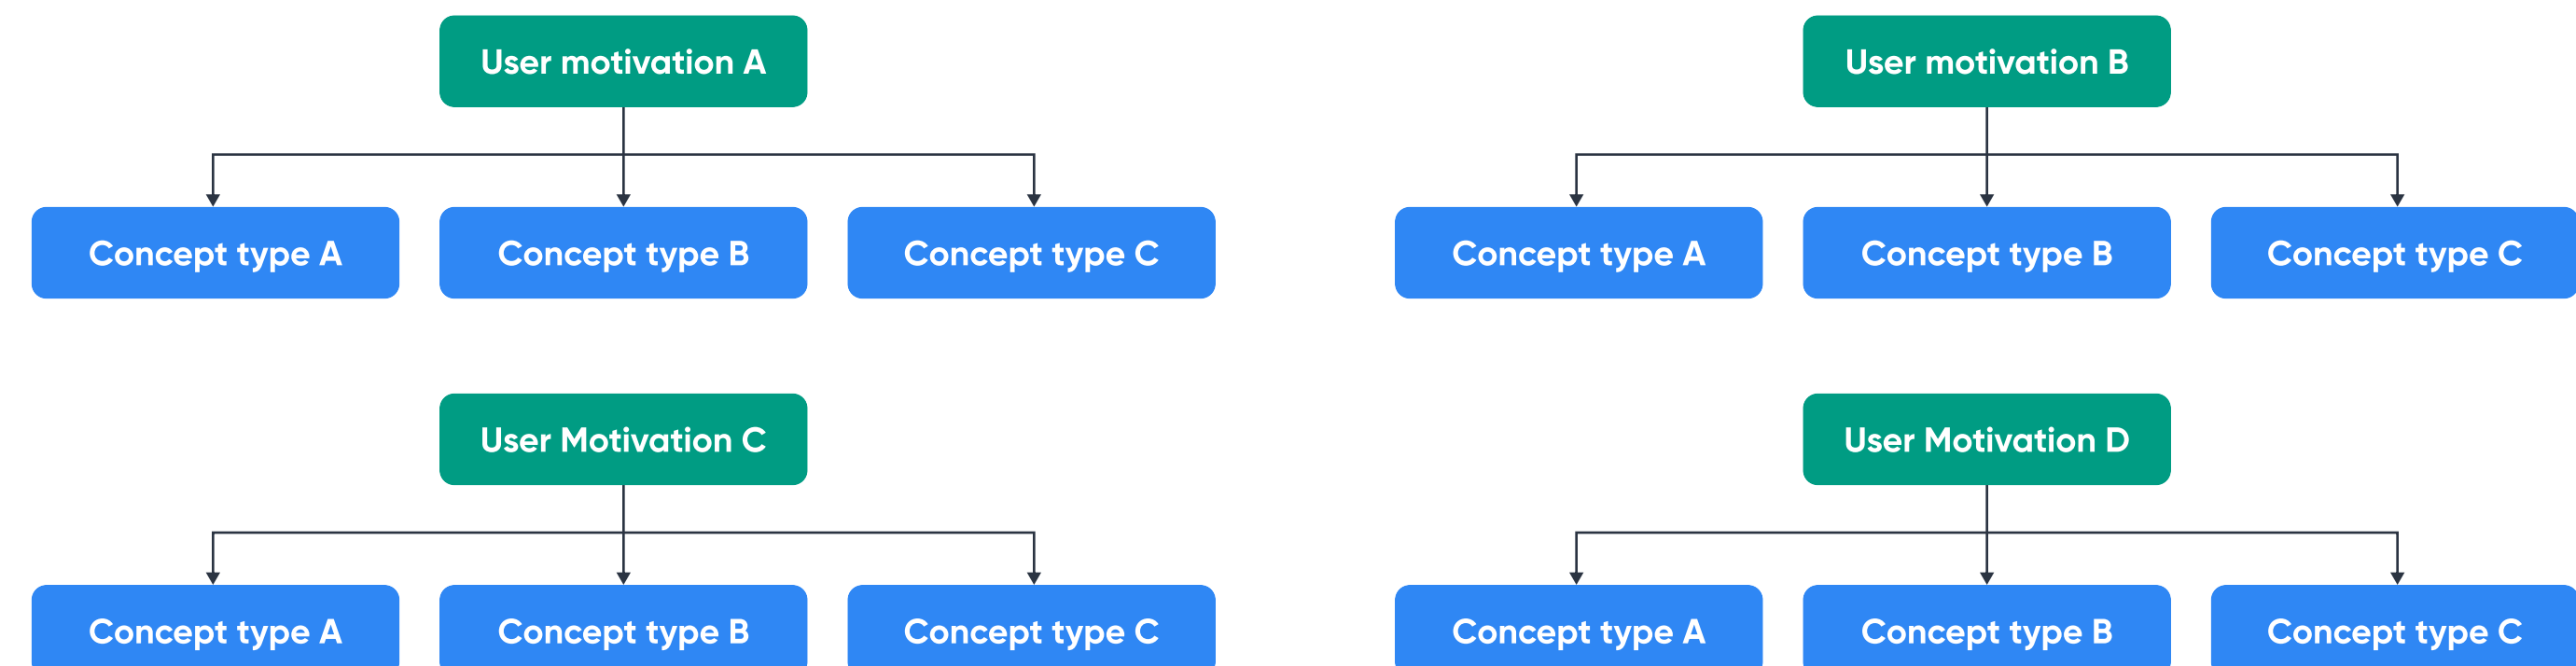 User motivation A
User motivation B
Concept type A
Concept type B
Concept type C
Concept type A
Concept type B
Concept type C
User Motivation C
User Motivation D
Concept type A
Concept type B
Concept type C
Concept type A
Concept type B
Concept type C